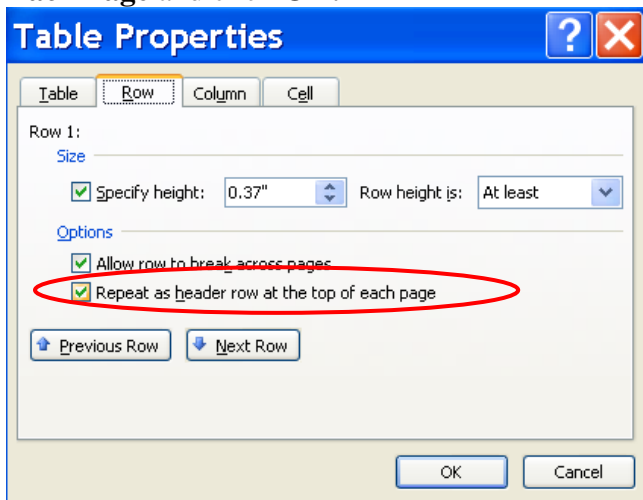 Table Properties
Table Row Column Cell
Row 1:
Size
Specify height: 0.37" Row height is: At least
Options
Allow row to break across pages
Repeat as header row at the top of each page
Previous Row Next Row
OK Cancel